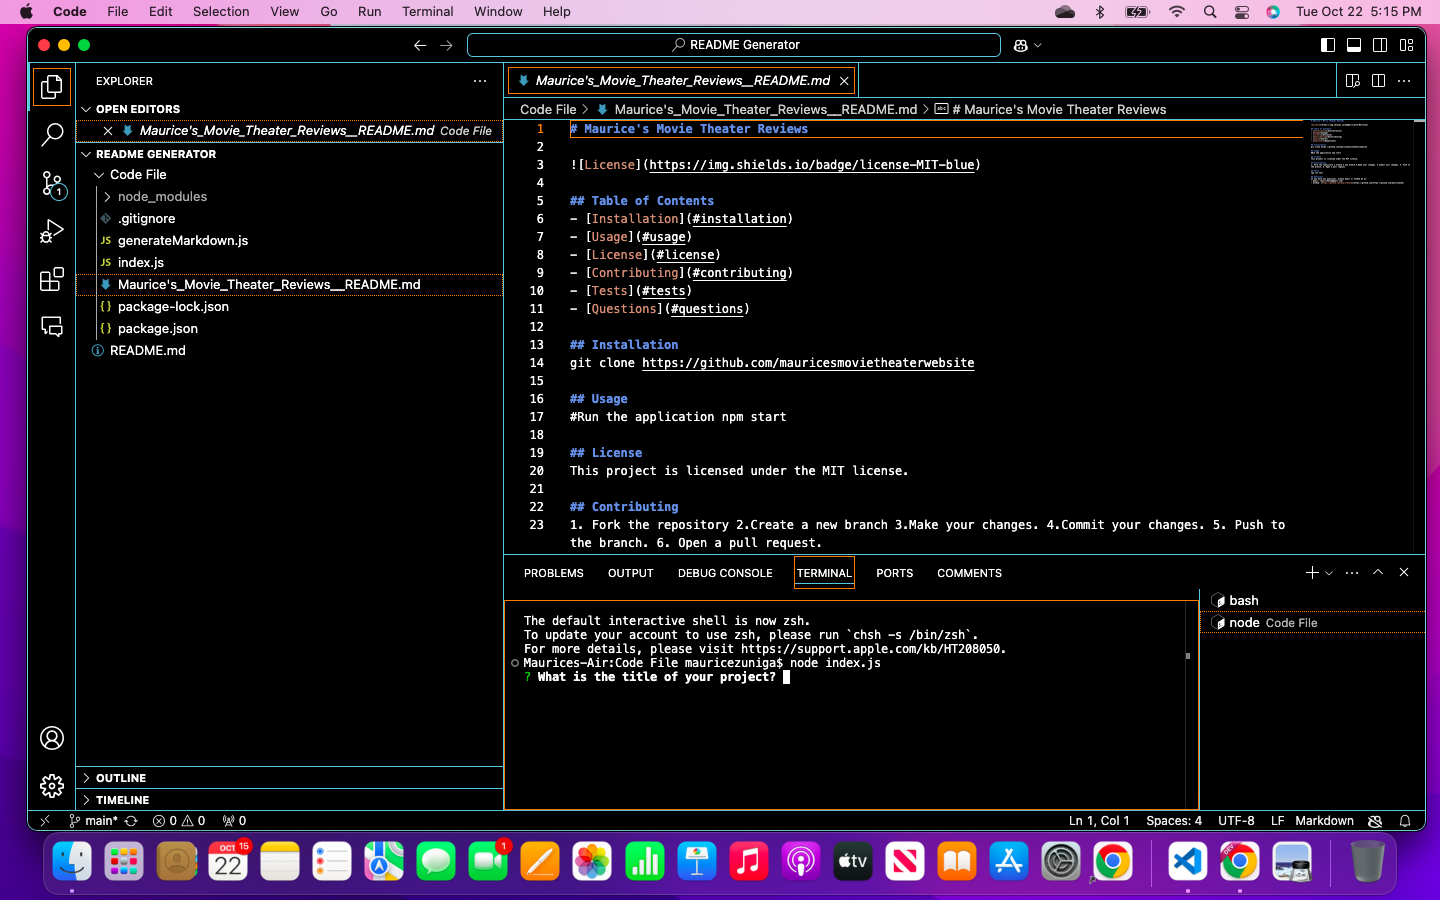 Code File Edit Selection View Go Run Terminal Window Help Tue Oct 22 5:15 PM
README Generator
EXPLORER
OPEN EDITORS
Maurice's_Movie_Theater_Reviews__README.md Code File
README GENERATOR
Code File
node_modules
.gitignore
JS generateMarkdown.js
JS index.js
Maurice's_Movie_Theater_Reviews__README.md
{} package-lock.json
{} package.json
README.md
OUTLINE
TIMELINE
1
Maurice's_Movie_Theater_Reviews__README.md
Code File > Maurice's_Movie_Theater_Reviews__README.md > # Maurice's Movie Theater Reviews
1 # Maurice's Movie Theater Reviews
2
3 ![License](https://img.shields.io/badge/license-MIT-blue)
4
5 ## Table of Contents
6 - [Installation](#installation)
7 - [Usage](#usage)
8 - [License](#license)
9 - [Contributing](#contributing)
10 - [Tests](#tests)
11 - [Questions](#questions)
12
13 ## Installation
14 git clone https://github.com/mauricesmovietheaterwebsite
15
16 ## Usage
17 #Run the application npm start
18
19 ## License
20 This project is licensed under the MIT license.
21
22 ## Contributing
23 1. Fork the repository 2.Create a new branch 3.Make your changes. 4.Commit your changes. 5. Push to
the branch. 6. Open a pull request.
PROBLEMS OUTPUT DEBUG CONSOLE TERMINAL PORTS COMMENTS
The default interactive shell is now zsh.
To update your account to use zsh, please run `chsh -s /bin/zsh`.
For more details, please visit https://support.apple.com/kb/HT208050.
Maurices-Air:Code File mauricezuniga$ node index.js
? What is the title of your project?
bash
node Code File
main* 0 0 0 Ln 1, Col 1 Spaces: 4 UTF-8 LF Markdown
OCT 15
22
1
tv
DEV